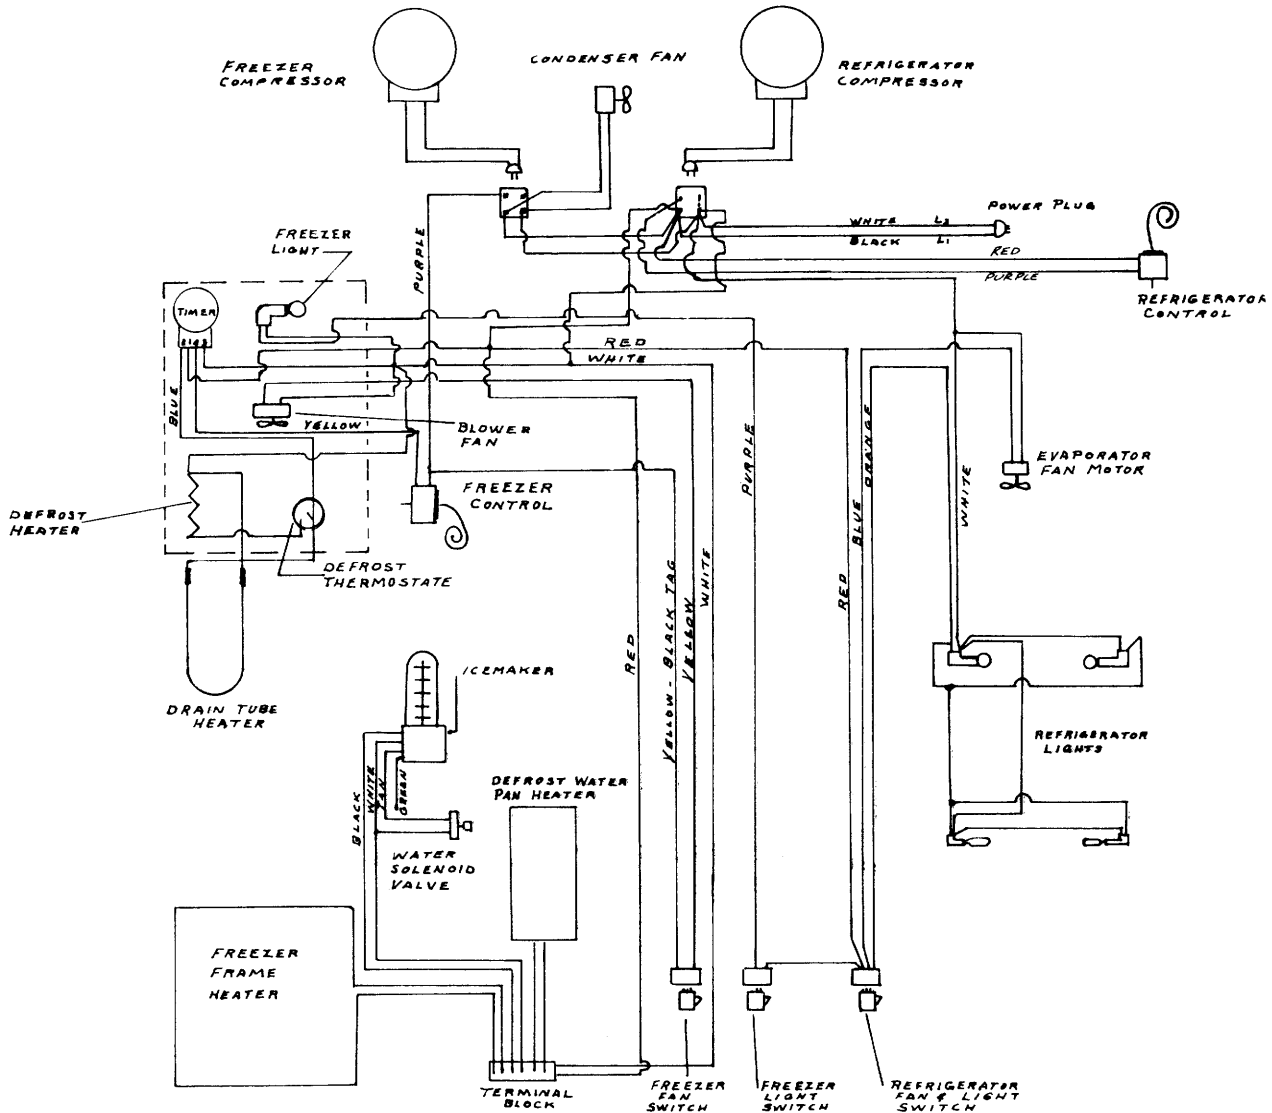 FREEZER
COMPRESSOR
CONDENSER FAN
REFRIGERATOR
COMPRESSOR
POWER PLUG
WHITE L2
BLACK L1
RED
PURPLE
REFRIGERATOR
CONTROL
FREEZER
LIGHT
PURPLE
TIMER
RED
WHITE
BLUE
YELLOW
BLOWER
FAN
PURPLE
ORANGE
BLUE
RED
WHITE
EVAPORATOR
FAN MOTOR
FREEZER
CONTROL
DEFROST
HEATER
DEFROST
THERMOSTATE
DRAIN TUBE
HEATER
RED
YELLOW-BLACK TAG
YELLOW
WHITE
ICEMAKER
BLACK
WHITE
TAN
GREEN
DEFROST WATER
PAN HEATER
WATER
SOLENOID
VALVE
REFRIGERATOR
LIGHTS
FREEZER
FRAME
HEATER
TERMINAL
BLOCK
FREEZER
FAN
SWITCH
FREEZER
LIGHT
SWITCH
REFRIGERATOR
FAN & LIGHT
SWITCH